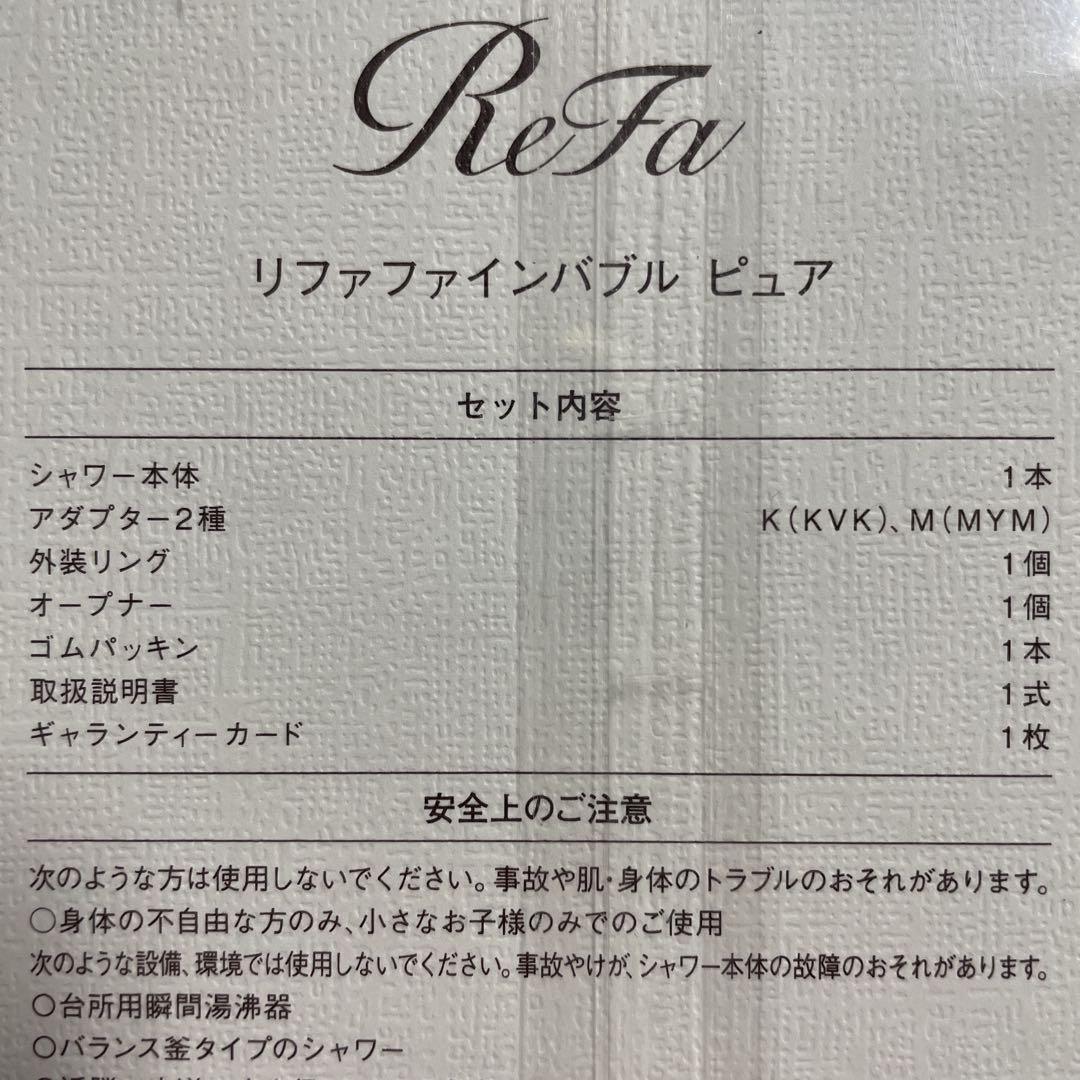 ReFa
リファファインバブル ピュア
セット内容
シャワー本体 1本
アダプター2種 K(KVK)、M(MYM)
外装リング 1個
オープナー 1個
ゴムパッキン 1本
取扱説明書 1式
ギャランティーカード 1枚
安全上のご注意
次のような方は使用しないでください。事故や肌・身体のトラブルのおそれがあります。
○身体の不自由な方のみ、小さなお子様のみでのご使用
次のような設備、環境では使用しないでください。事故やけが、シャワー本体の故障のおそれがあります。
○台所用瞬間湯沸器
○バランス釜タイプのシャワー